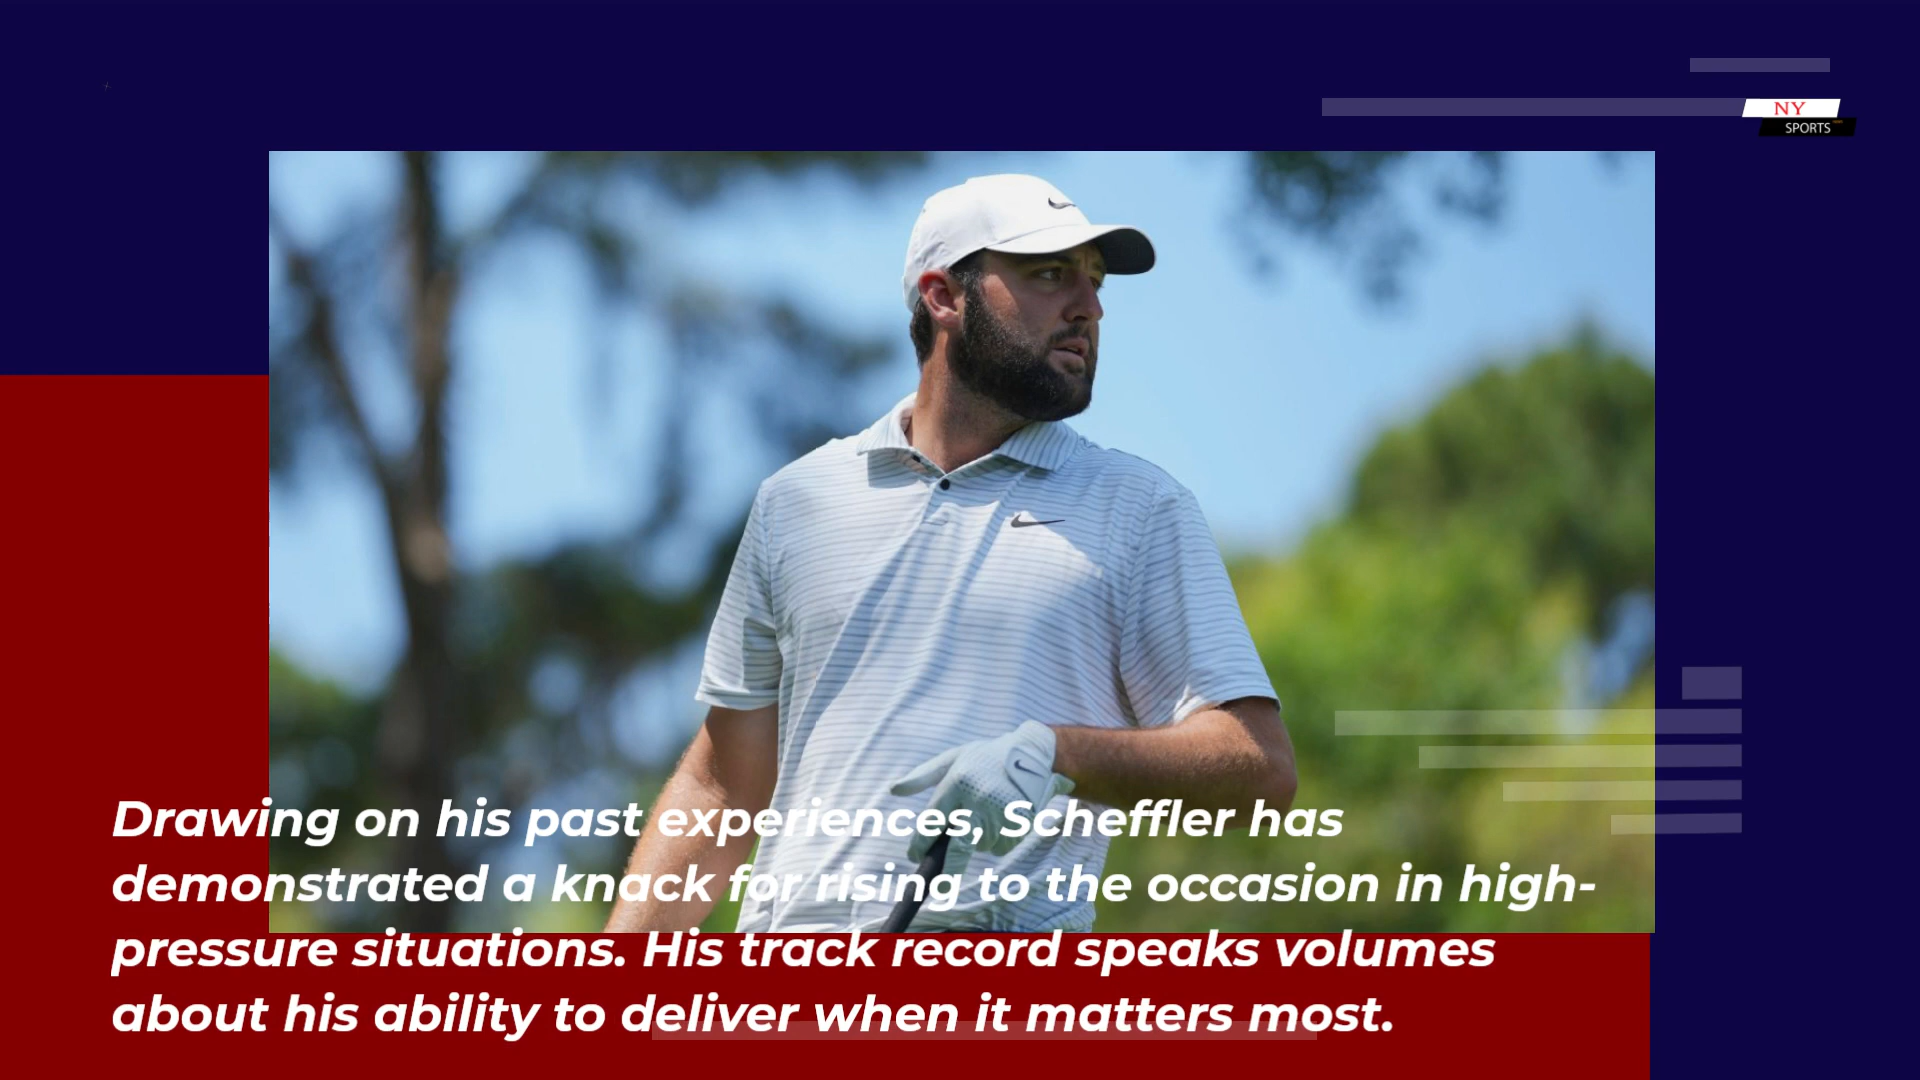 NY
SPORTS
Drawing on his past experiences, Scheffler has
demonstrated a knack for rising to the occasion in high-
pressure situations. His track record speaks volumes
about his ability to deliver when it matters most.